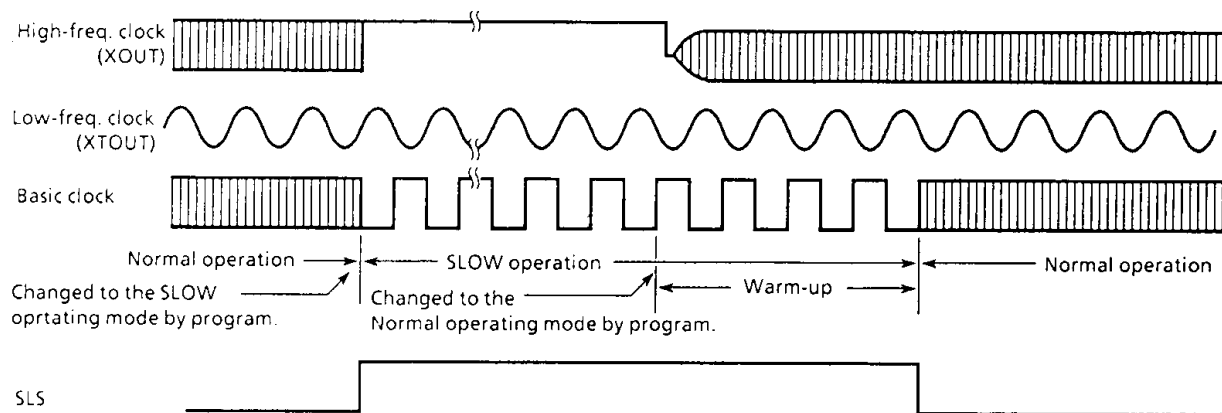 High-freq. clock
(XOUT)
Low-freq. clock
(XTOUT)
Basic clock
Normal operation
SLOW operation
Normal operation
Changed to the SLOW
oprtating mode by program.
Changed to the
Normal operating mode by program.
Warm-up
SLS